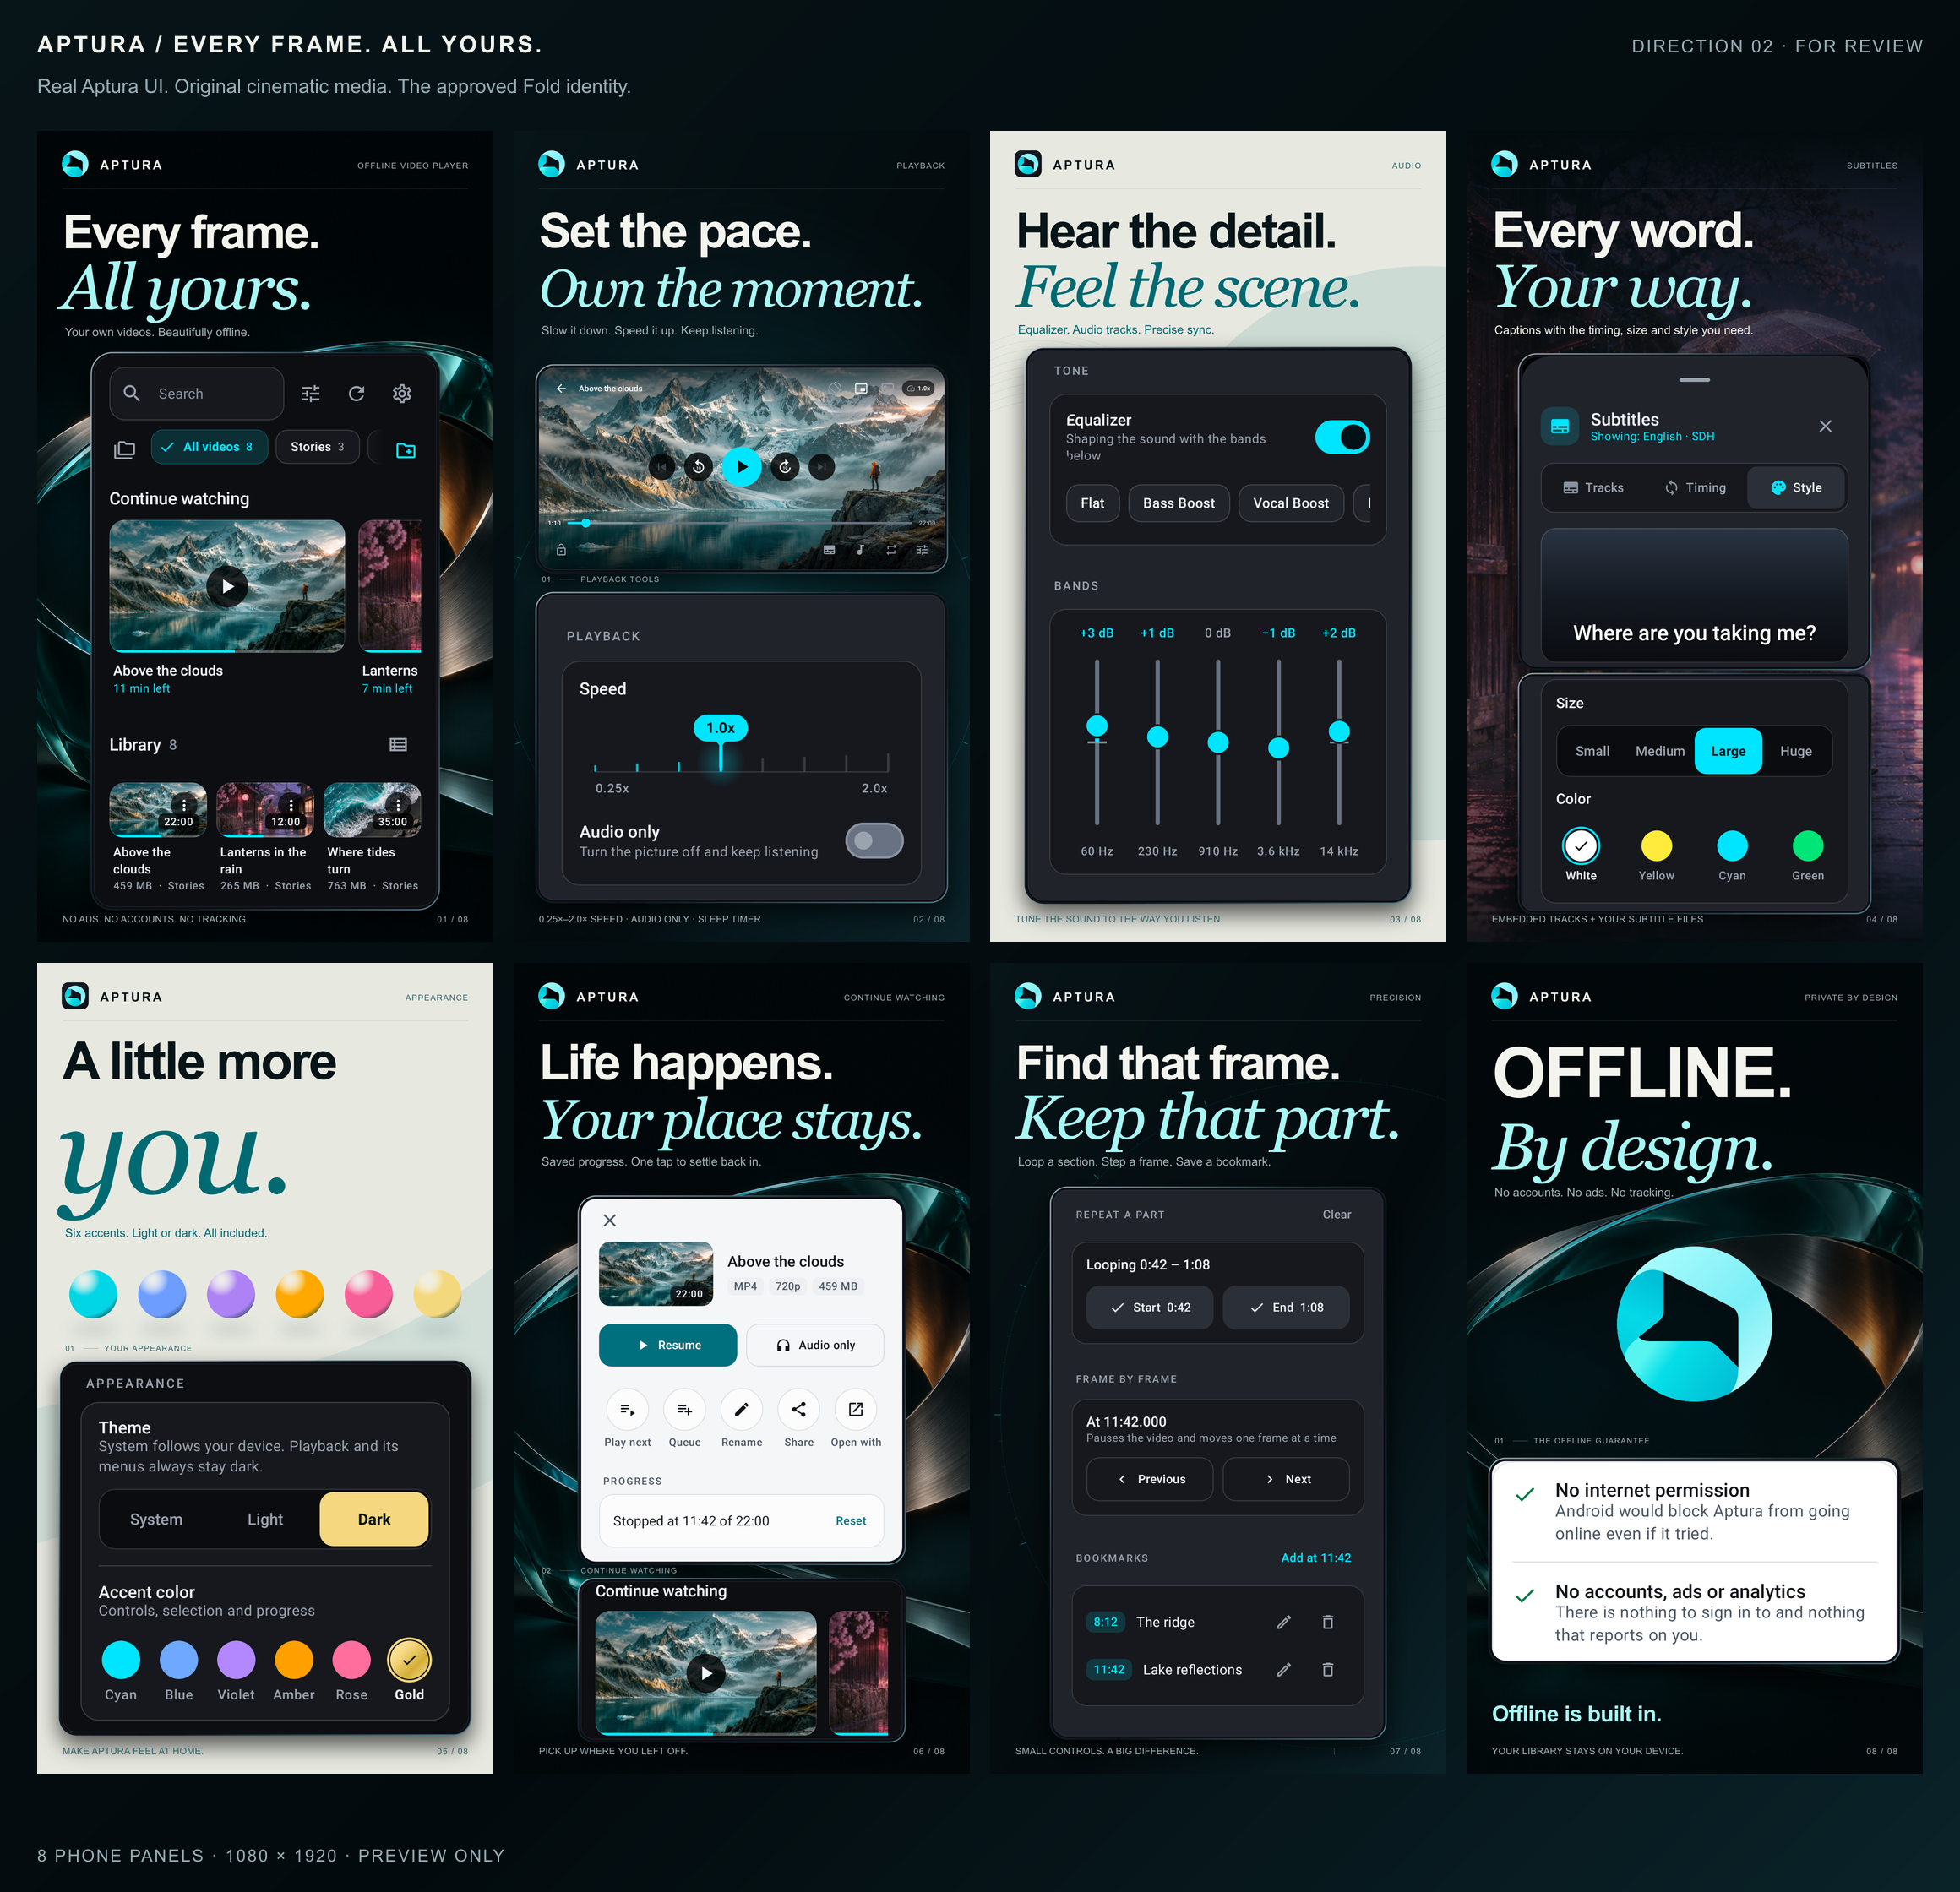 APTURA / EVERY FRAME. ALL YOURS.
DIRECTION 02 · FOR REVIEW
Real Aptura UI. Original cinematic media. The approved Fold identity.
APTURA
OFFLINE VIDEO PLAYER
Every frame.
All yours.
Your own videos. Beautifully offline.
Search
All videos 8
Stories 3
Continue watching
Above the clouds
11 min left
Lanterns
7 min left
Library 8
22:00
12:00
35:00
Above the clouds
459 MB · Stories
Lanterns in the rain
265 MB · Stories
Where tides turn
763 MB · Stories
NO ADS. NO ACCOUNTS. NO TRACKING.
01 / 08
APTURA
PLAYBACK
Set the pace.
Own the moment.
Slow it down. Speed it up. Keep listening.
Above the clouds
1.0x
1:10
22:00
01 — PLAYBACK TOOLS
PLAYBACK
Speed
1.0x
0.25x
2.0x
Audio only
Turn the picture off and keep listening
0.25×–2.0× SPEED · AUDIO ONLY · SLEEP TIMER
02 / 08
APTURA
AUDIO
Hear the detail.
Feel the scene.
Equalizer. Audio tracks. Precise sync.
TONE
Equalizer
Shaping the sound with the bands
below
Flat
Bass Boost
Vocal Boost
BANDS
+3 dB
+1 dB
0 dB
−1 dB
+2 dB
60 Hz
230 Hz
910 Hz
3.6 kHz
14 kHz
TUNE THE SOUND TO THE WAY YOU LISTEN.
03 / 08
APTURA
SUBTITLES
Every word.
Your way.
Captions with the timing, size and style you need.
Subtitles
Showing: English · SDH
Tracks
Timing
Style
Where are you taking me?
Size
Small
Medium
Large
Huge
Color
White
Yellow
Cyan
Green
EMBEDDED TRACKS + YOUR SUBTITLE FILES
04 / 08
APTURA
APPEARANCE
A little more
you.
Six accents. Light or dark. All included.
01 — YOUR APPEARANCE
APPEARANCE
Theme
System follows your device. Playback and its
menus always stay dark.
System
Light
Dark
Accent color
Controls, selection and progress
Cyan
Blue
Violet
Amber
Rose
Gold
MAKE APTURA FEEL AT HOME.
05 / 08
APTURA
CONTINUE WATCHING
Life happens.
Your place stays.
Saved progress. One tap to settle back in.
22:00
Above the clouds
MP4
720p
459 MB
Resume
Audio only
Play next
Queue
Rename
Share
Open with
PROGRESS
Stopped at 11:42 of 22:00
Reset
02 — CONTINUE WATCHING
Continue watching
PICK UP WHERE YOU LEFT OFF.
06 / 08
APTURA
PRECISION
Find that frame.
Keep that part.
Loop a section. Step a frame. Save a bookmark.
REPEAT A PART
Clear
Looping 0:42 – 1:08
Start 0:42
End 1:08
FRAME BY FRAME
At 11:42.000
Pauses the video and moves one frame at a time
Previous
Next
BOOKMARKS
Add at 11:42
8:12 The ridge
11:42 Lake reflections
SMALL CONTROLS. A BIG DIFFERENCE.
07 / 08
APTURA
PRIVATE BY DESIGN
OFFLINE.
By design.
No accounts. No ads. No tracking.
01 — THE OFFLINE GUARANTEE
No internet permission
Android would block Aptura from going
online even if it tried.
No accounts, ads or analytics
There is nothing to sign in to and nothing
that reports on you.
Offline is built in.
YOUR LIBRARY STAYS ON YOUR DEVICE.
08 / 08
8 PHONE PANELS · 1080 × 1920 · PREVIEW ONLY